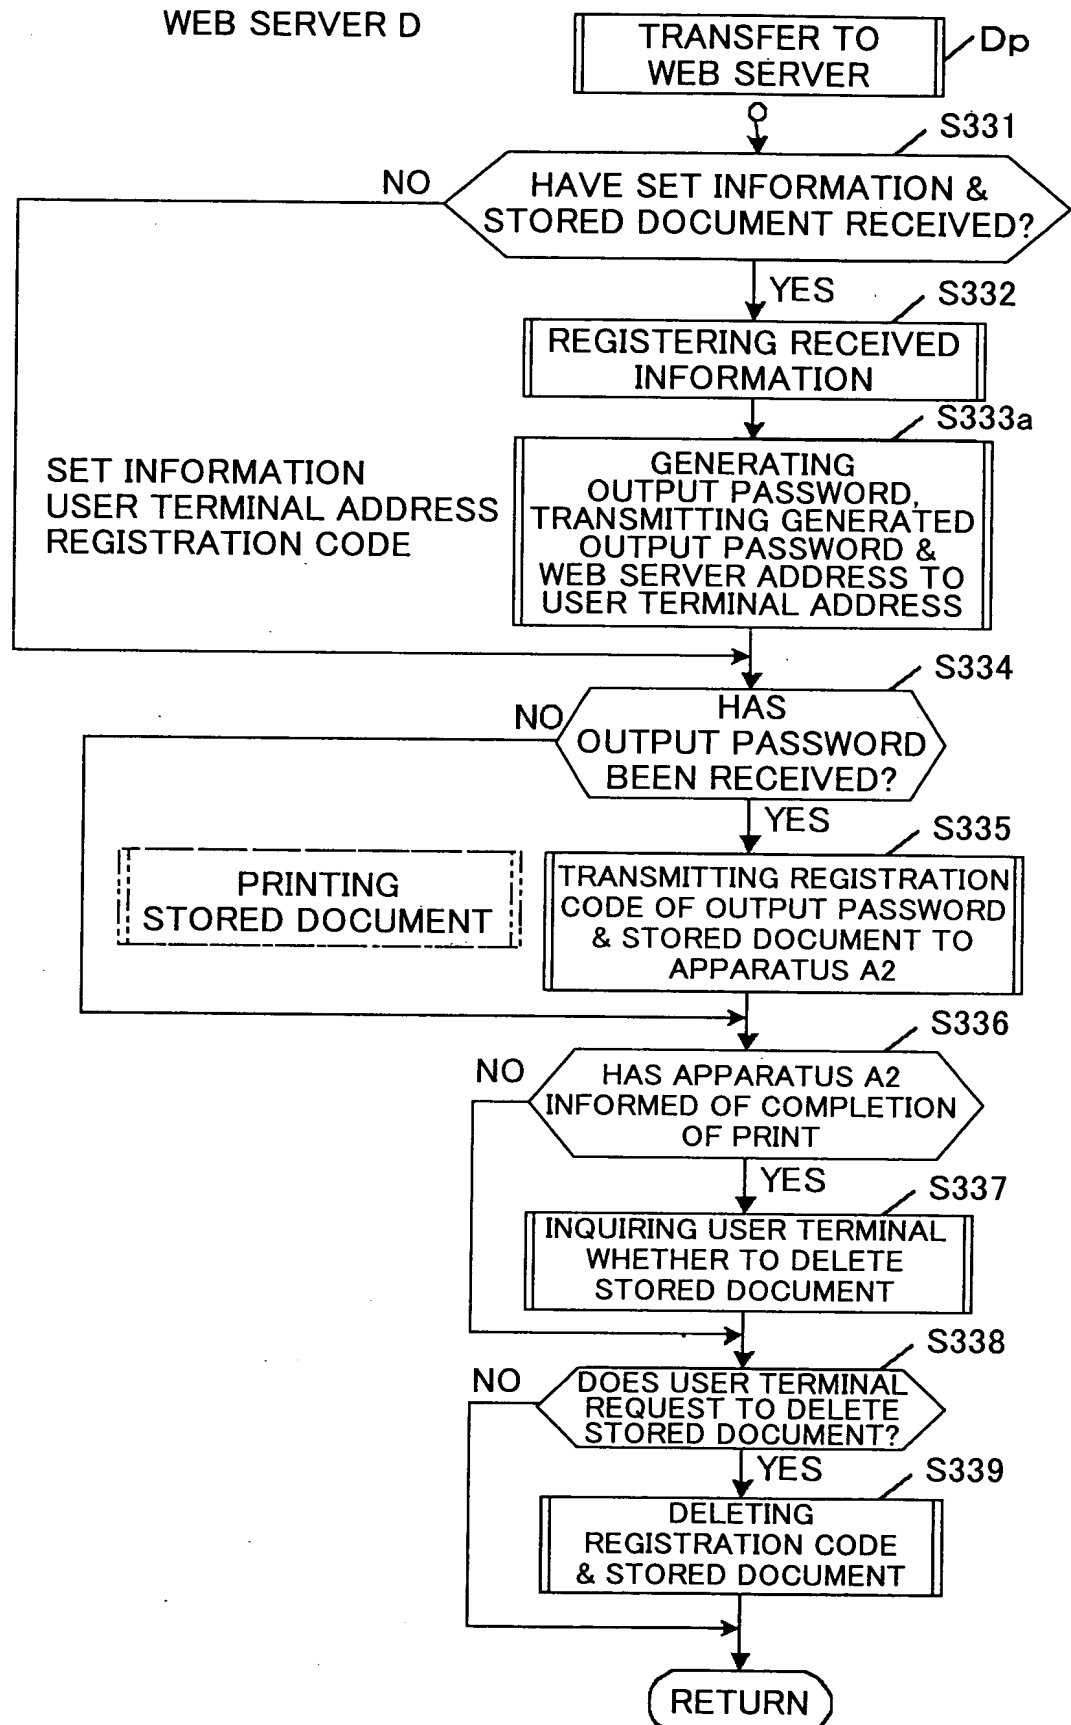 WEB SERVER D
TRANSFER TO
WEB SERVER
Dp
S331
NO
HAVE SET INFORMATION &
STORED DOCUMENT RECEIVED?
YES
S332
REGISTERING RECEIVED
INFORMATION
S333a
SET INFORMATION
USER TERMINAL ADDRESS
REGISTRATION CODE
GENERATING
OUTPUT PASSWORD,
TRANSMITTING GENERATED
OUTPUT PASSWORD &
WEB SERVER ADDRESS TO
USER TERMINAL ADDRESS
S334
NO
HAS
OUTPUT PASSWORD
BEEN RECEIVED?
YES
S335
PRINTING
STORED DOCUMENT
TRANSMITTING REGISTRATION
CODE OF OUTPUT PASSWORD
& STORED DOCUMENT TO
APPARATUS A2
S336
NO
HAS APPARATUS A2
INFORMED OF COMPLETION
OF PRINT
YES
S337
INQUIRING USER TERMINAL
WHETHER TO DELETE
STORED DOCUMENT
S338
NO
DOES USER TERMINAL
REQUEST TO DELETE
STORED DOCUMENT?
YES
S339
DELETING
REGISTRATION CODE
& STORED DOCUMENT
RETURN